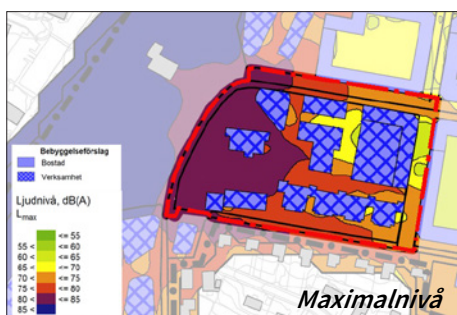 Bebyggelseförslag
Bostad
Verksamhet
Ljudnivå, dB(A)
Lmax
<= 55
55 < <= 60
60 < <= 65
65 < <= 70
70 < <= 75
75 < <= 80
80 < <= 85
85 <
Maximalnivå